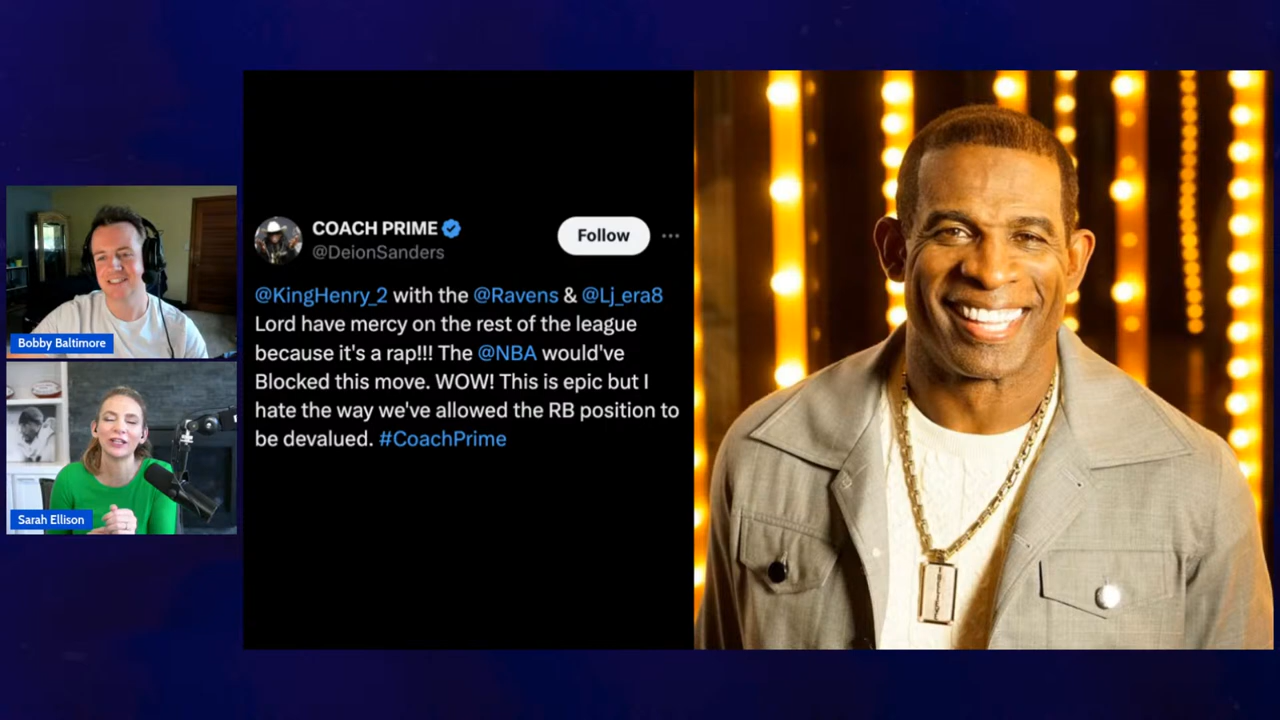 COACH PRIME
@DeionSanders
Follow
@KingHenry_2 with the @Ravens & @Lj_era8
Lord have mercy on the rest of the league
because it's a rap!!! The @NBA would've
Blocked this move. WOW! This is epic but I
hate the way we've allowed the RB position to
be devalued. #CoachPrime
Bobby Baltimore
Sarah Ellison